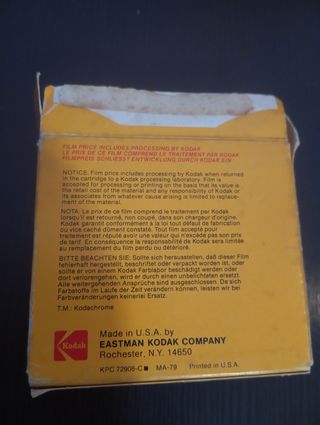 FILM PRICE INCLUDES PROCESSING BY KODAK
LE PRIX DE CE FILM COMPREND LE TRAITEMENT PAR KODAK
FILMPREIS SCHLIESST ENTWICKLUNG DURCH KODAK EIN
NOTICE: Film price includes processing by Kodak when returned
in the cartridge to a Kodak processing laboratory. Film is
accepted for processing or printing on the basis that its value is
the retail cost of the material and any responsibility of Kodak or
its associates from whatever cause arising is limited to replace-
ment of the material.
NOTA: La prix de ce film comprend le traitement par Kodak
lorsqu'il est retourné, non coupé, dans son chargeur d'origine.
Kodak garantit conformément à la loi tout défaut de fabrication
ou vice caché dûment constaté. Tout film accepté pour
traitement est réputé avoir une valeur qui n'excède pas son prix
de tarif. En conséquence la responsabilité de Kodak sera limitée
au remplacement du film perdu ou détérioré.
BITTE BEACHTEN SIE: Sollte sich herausstellen, daß dieser Film
fehlerhaft hergestellt, beschriftet oder verpackt worden ist, oder
sollte er von einem Kodak Farblabor beschädigt werden oder
dort verlorengehen, wird er durch einen unbelichteten ersetzt.
Alle weitergehenden Ansprüche sind ausgeschlossen. Da sich
Farbstoffe im Laufe der Zeit verändern können, leisten wir bei
Farbveränderungen keinerlei Ersatz.
T.M: Kodachrome
Kodak
Made in U.S.A. by
EASTMAN KODAK COMPANY
Rochester, N.Y. 14650
KPC 72906-C■ MA-79 Printed in U.S.A.